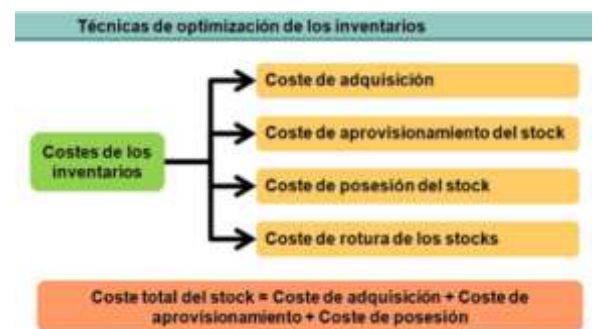 Técnicas de optimización de los inventarios
Coste de adquisición
Coste de aprovisionamiento del stock
Costes de los
inventarios
Coste de posesión del stock
Coste de rotura de los stocks
Coste total del stock = Coste de adquisición + Coste de
aprovisionamiento + Coste de posesión